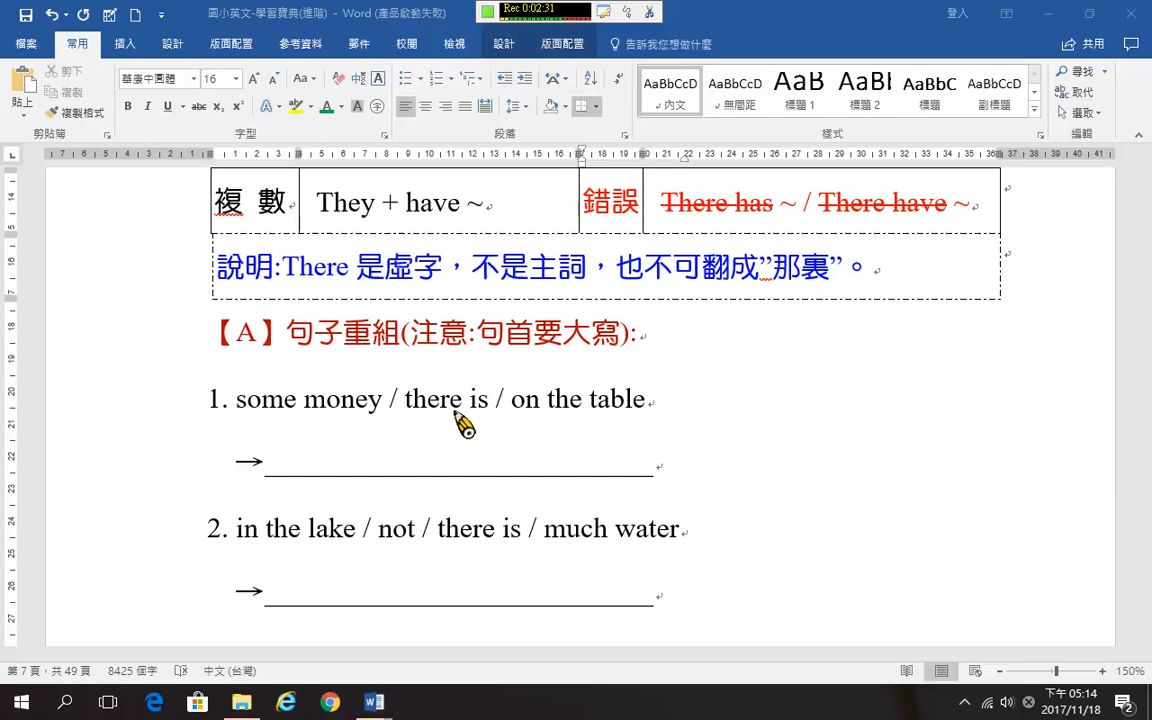 國小英文-學習寶典(進階) - Word (產品啟動失敗)
Rec 0:02:31
登入
檔案 常用 插入 設計 版面配置 參考資料 郵件 校閱 檢視 設計 版面配置 告訴我您想做什麼 共用
貼上 剪下 複製 複製格式
華康中圓體 16
AaBbCcD AaBbCcD AaB AaBl AaBbC AaBbCcD
內文 無間距 標題 1 標題 2 標題 副標題
尋找 取代 選取
剪貼簿 字型 段落 樣式 編輯
複 數 They + have ~ 錯誤 There has ~ / There have ~
說明:There 是虛字，不是主詞，也不可翻成”那裏”。
【A】句子重組(注意:句首要大寫):
1. some money / there is / on the table
→
2. in the lake / not / there is / much water
→
第 7 頁，共 49 頁 8425 個字 中文 (台灣) 150%
下午 05:14
2017/11/18
2